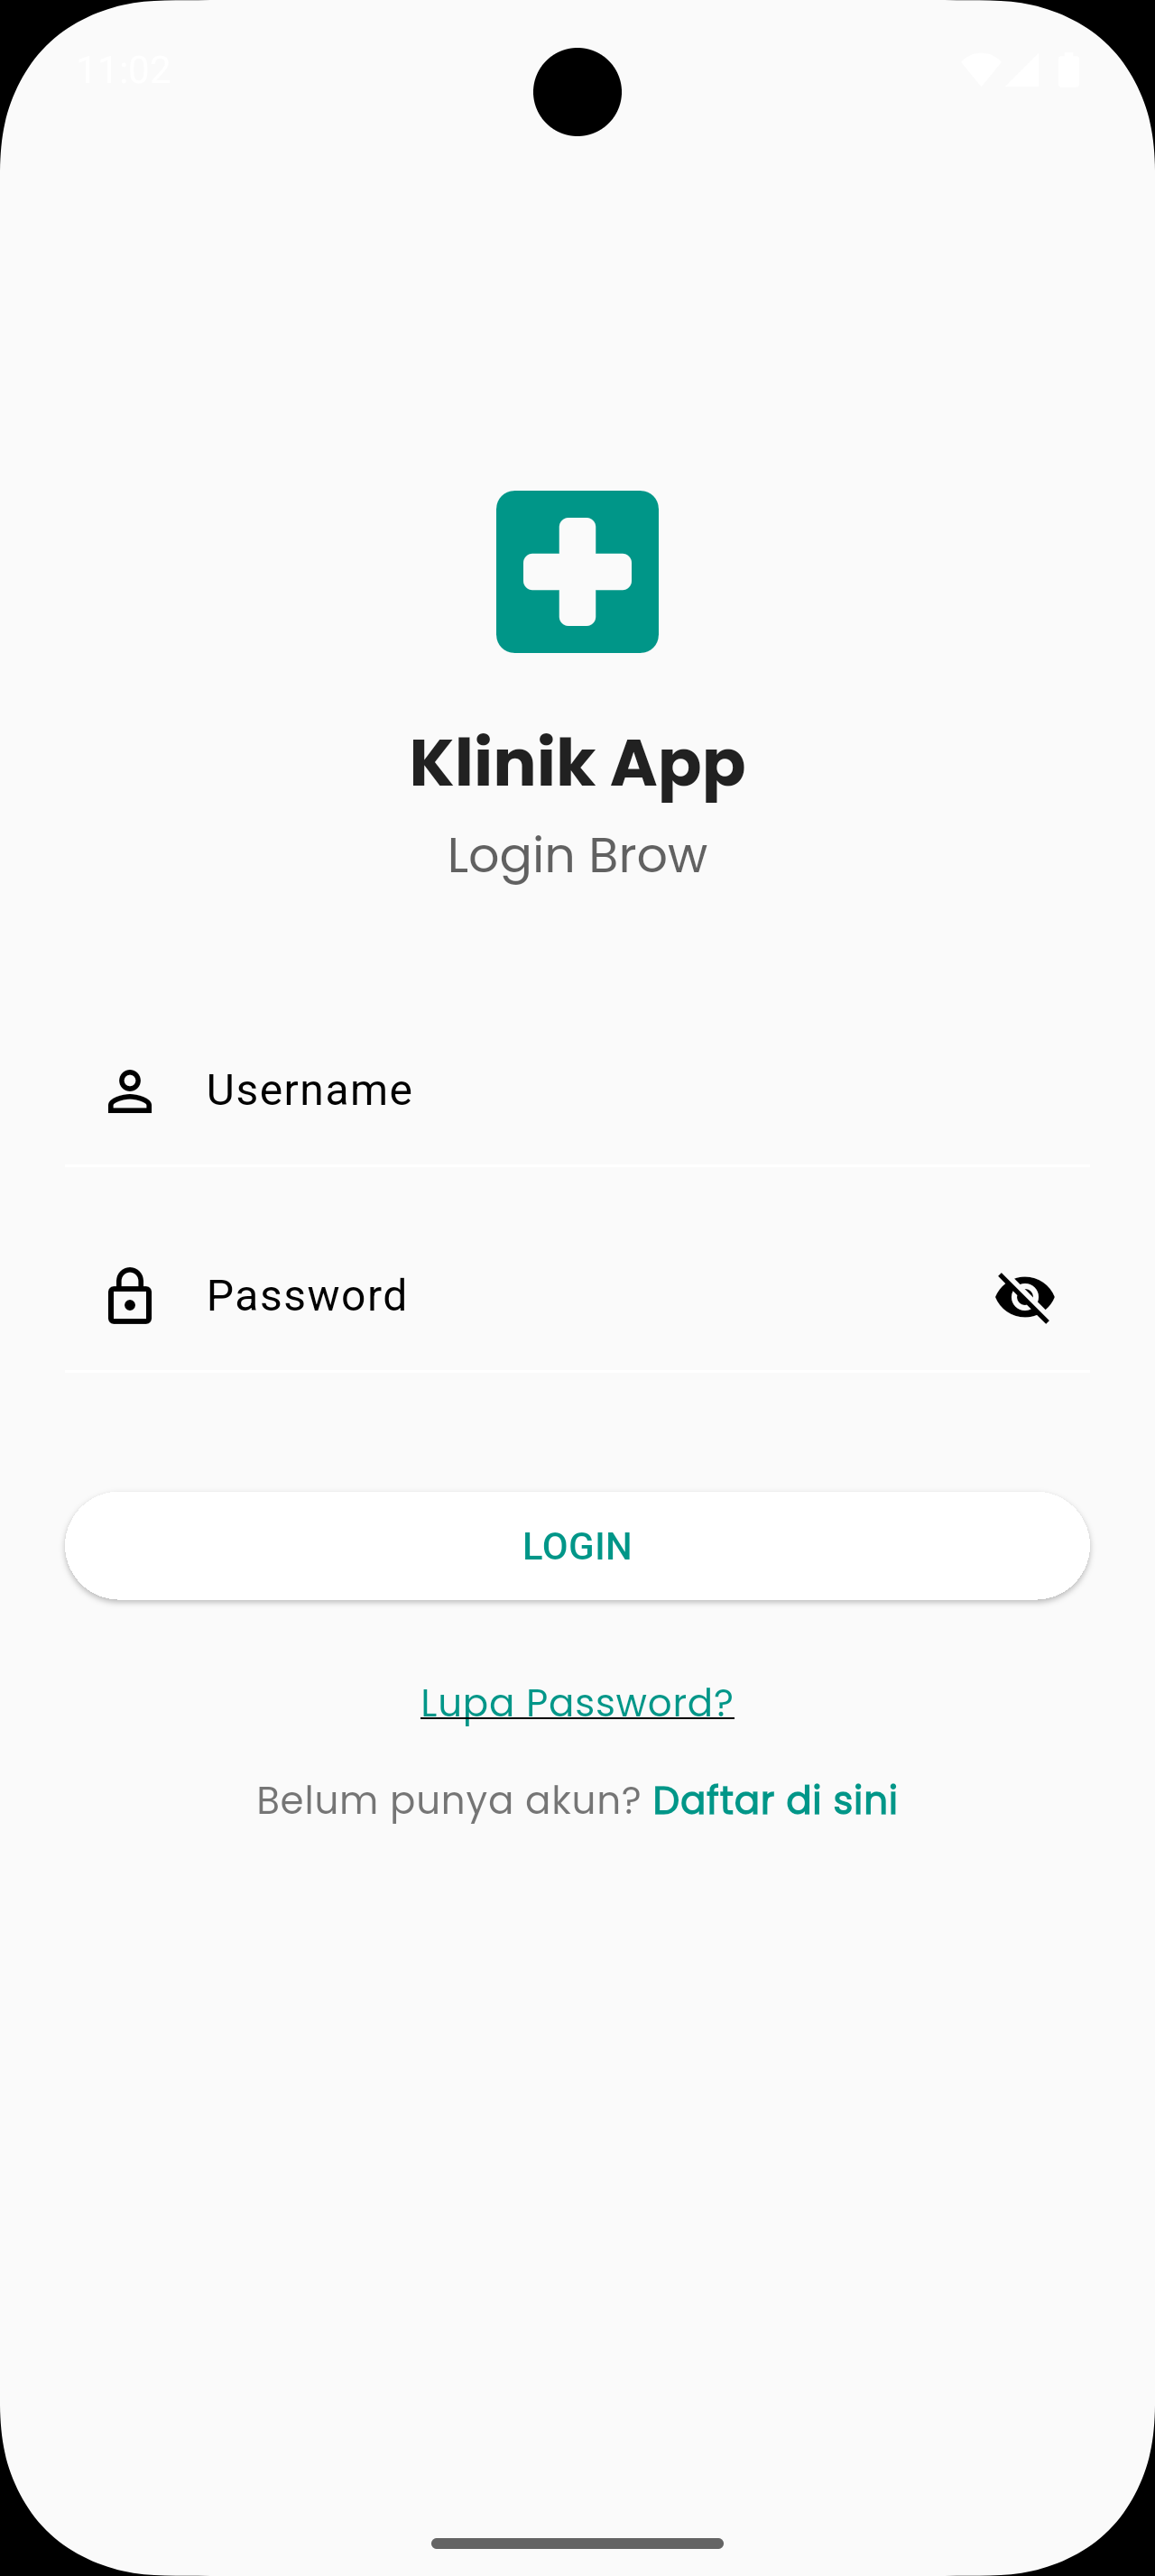 11:02
Klinik App
Login Brow
Username
Password
LOGIN
Lupa Password?
Belum punya akun? Daftar di sini